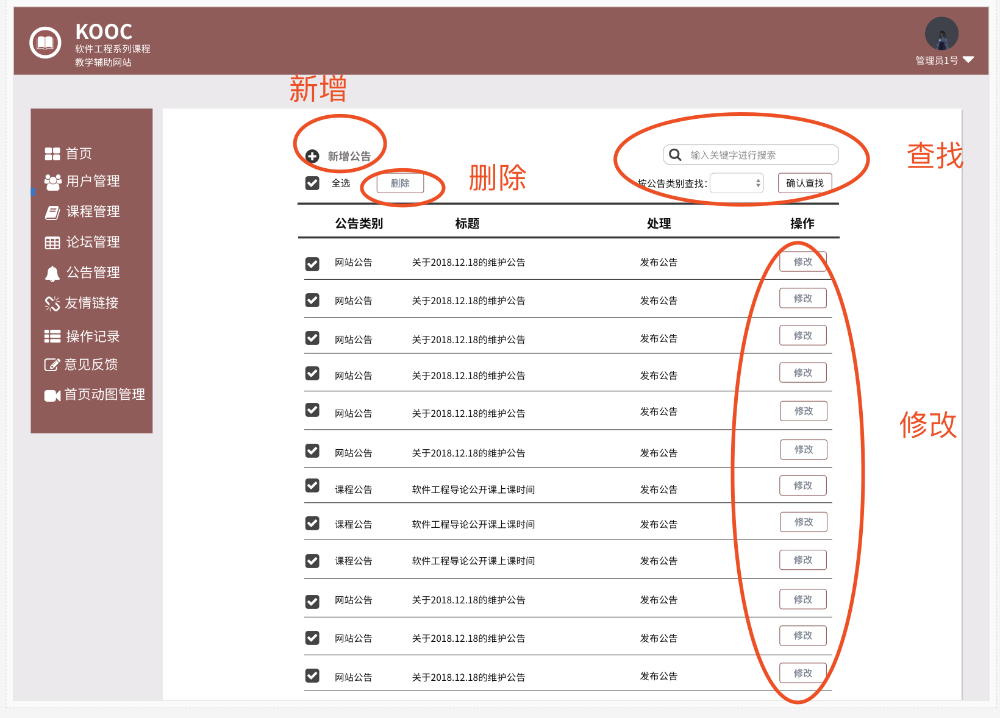 KOOC
软件工程系列课程
教学辅助网站
管理员1号
新增
首页
用户管理
课程管理
论坛管理
公告管理
友情链接
操作记录
意见反馈
首页动图管理
新增公告
输入关键字进行搜索
查找
全选
删除
删除
按公告类别查找：
确认查找
公告类别 标题 处理 操作
网站公告 关于2018.12.18的维护公告 发布公告 修改
网站公告 关于2018.12.18的维护公告 发布公告 修改
网站公告 关于2018.12.18的维护公告 发布公告 修改
网站公告 关于2018.12.18的维护公告 发布公告 修改
网站公告 关于2018.12.18的维护公告 发布公告 修改
修改
网站公告 关于2018.12.18的维护公告 发布公告 修改
课程公告 软件工程导论公开课上课时间 发布公告 修改
课程公告 软件工程导论公开课上课时间 发布公告 修改
课程公告 软件工程导论公开课上课时间 发布公告 修改
网站公告 关于2018.12.18的维护公告 发布公告 修改
网站公告 关于2018.12.18的维护公告 发布公告 修改
网站公告 关于2018.12.18的维护公告 发布公告 修改